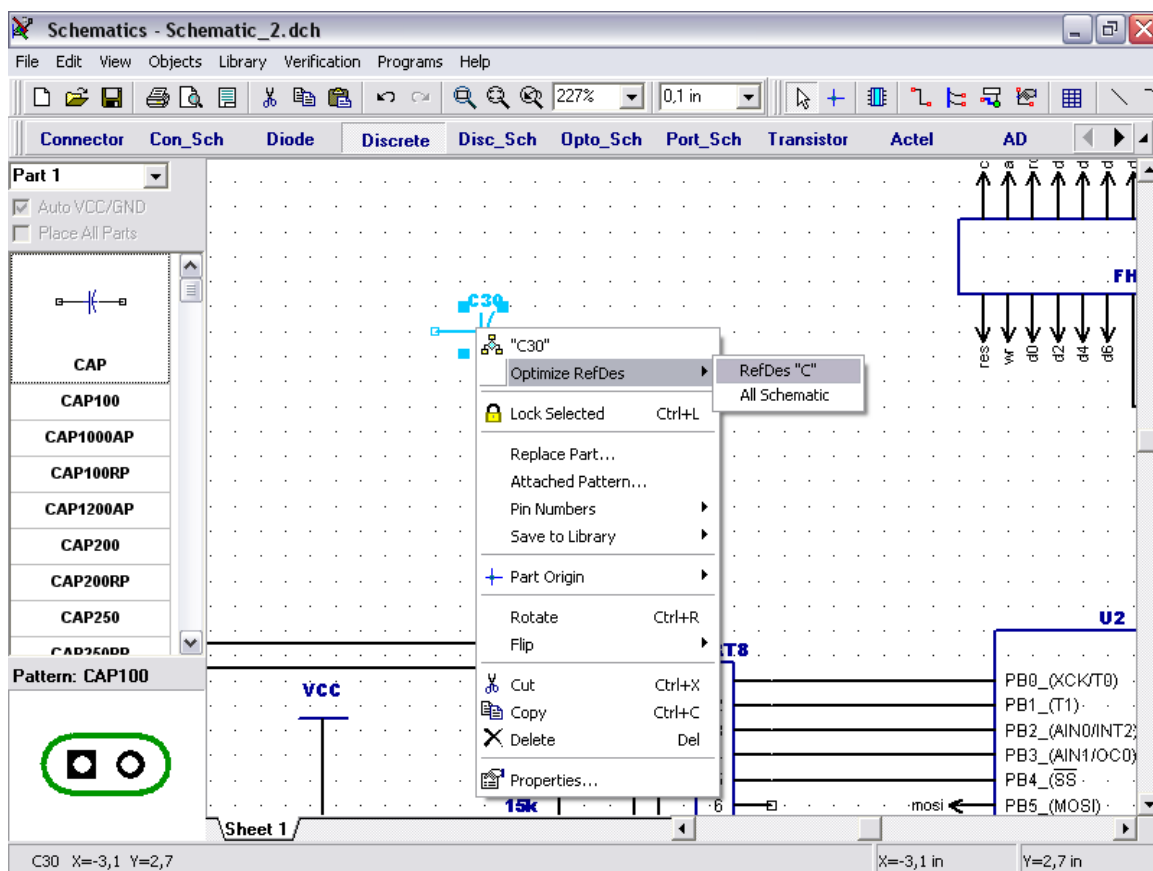 Schematics - Schematic_2.dch
File Edit View Objects Library Verification Programs Help
227% 0,1 in
Connector Con_Sch Diode Discrete Disc_Sch Opto_Sch Port_Sch Transistor Actel AD
Part 1
Auto VCC/GND
Place All Parts
CAP
CAP100
CAP1000AP
CAP100RP
CAP1200AP
CAP200
CAP200RP
CAP250
CAP250RP
Pattern: CAP100
C30
"C30"
Optimize RefDes
RefDes "C"
All Schematic
Lock Selected Ctrl+L
Replace Part...
Attached Pattern...
Pin Numbers
Save to Library
Part Origin
Rotate Ctrl+R
Flip
Cut Ctrl+X
Copy Ctrl+C
Delete Del
Properties...
FH
res wr d0 d2 d4 d6
VCC
15k
6
mosi
U2
PB0_(XCK/T0)
PB1_(T1)
PB2_(AIN0/INT2)
PB3_(AIN1/OC0)
PB4_(SS
PB5_(MOSI)
Sheet 1
C30 X=-3,1 Y=2,7
X=-3,1 in
Y=2,7 in